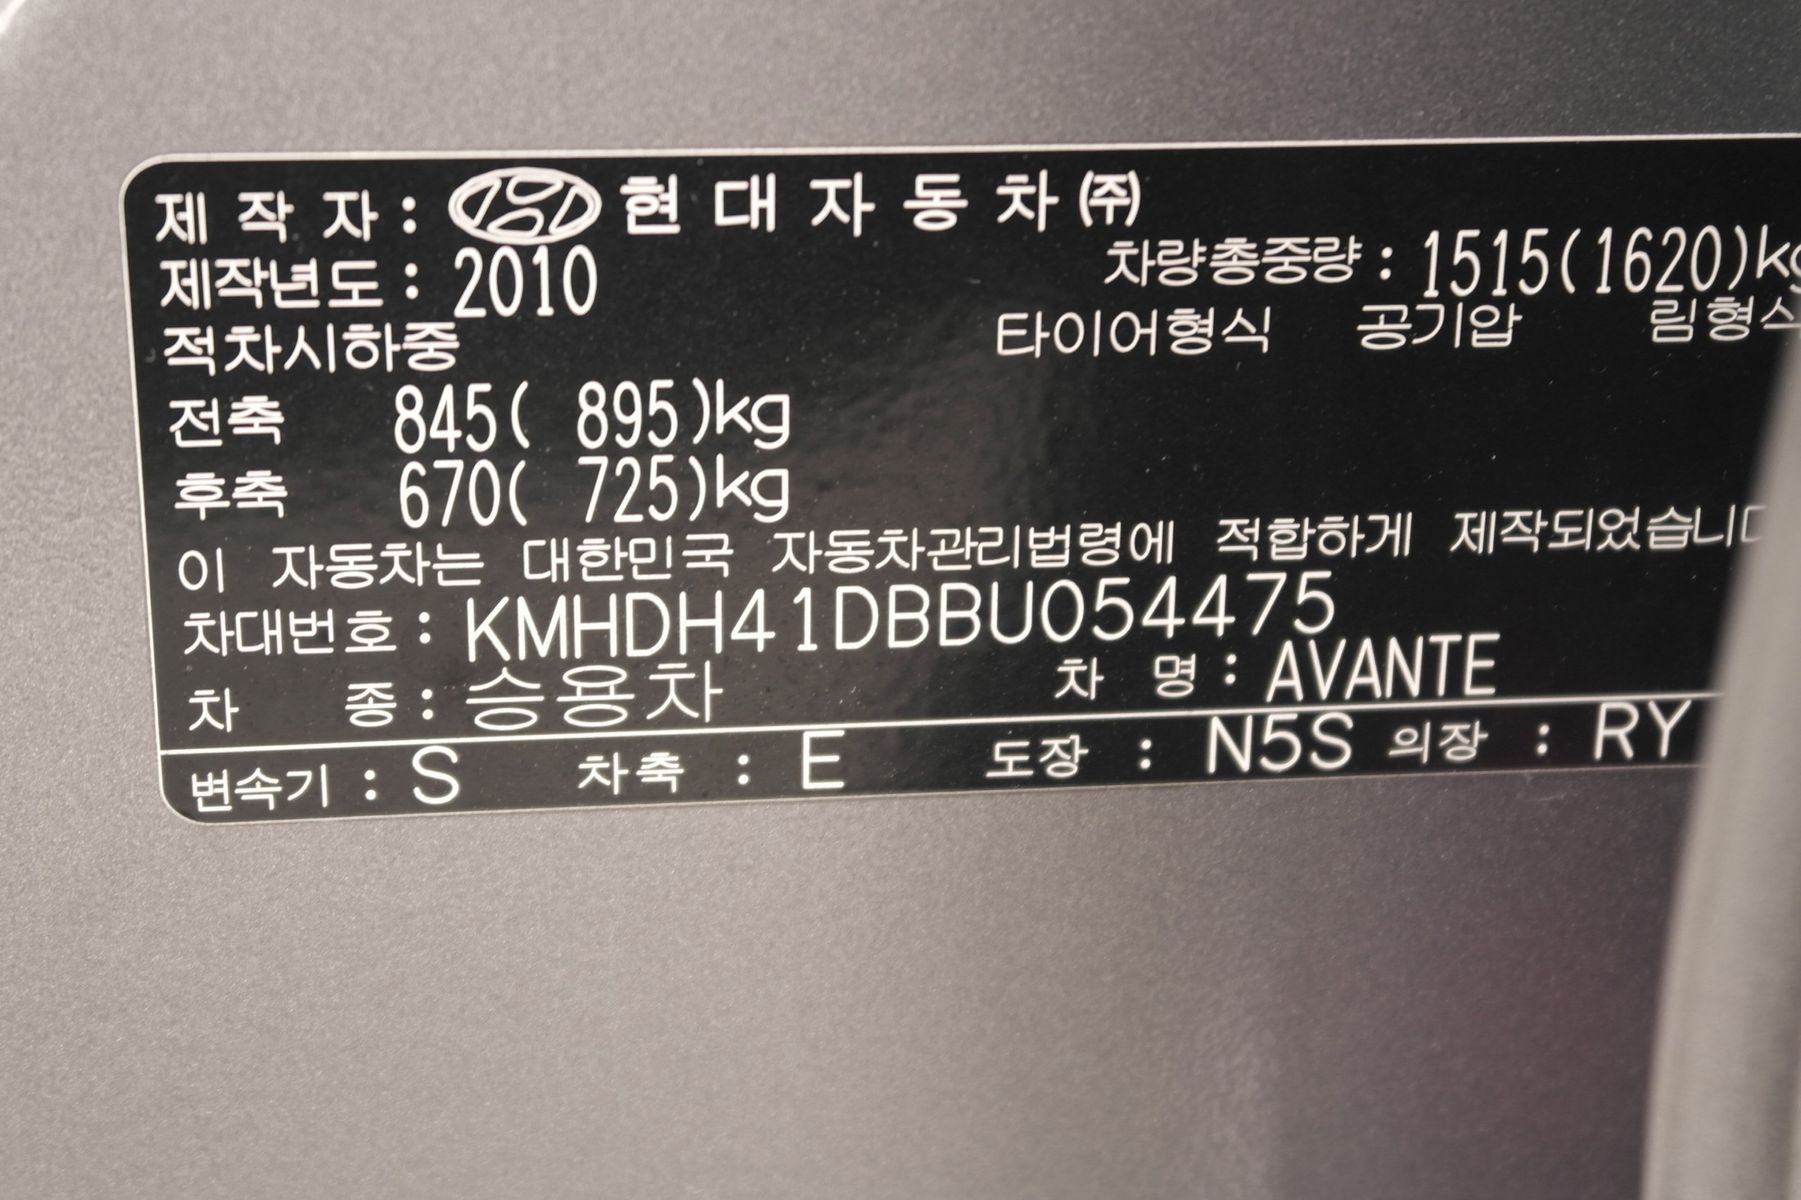 제 작 자 : 현 대 자 동 차 ㈜
차량총중량 : 1515(1620)kg
제작년도 : 2010
적차시하중 타이어형식 공기압 림형식
전축 845( 895)kg
후축 670( 725)kg
이 자동차는 대한민국 자동차관리법령에 적합하게 제작되었습니다
차대번호 : KMHDH41DBBU054475
차 종 : 승용차 차 명 : AVANTE
변속기 : S 차축 : E 도장 : N5S 의장 : RY